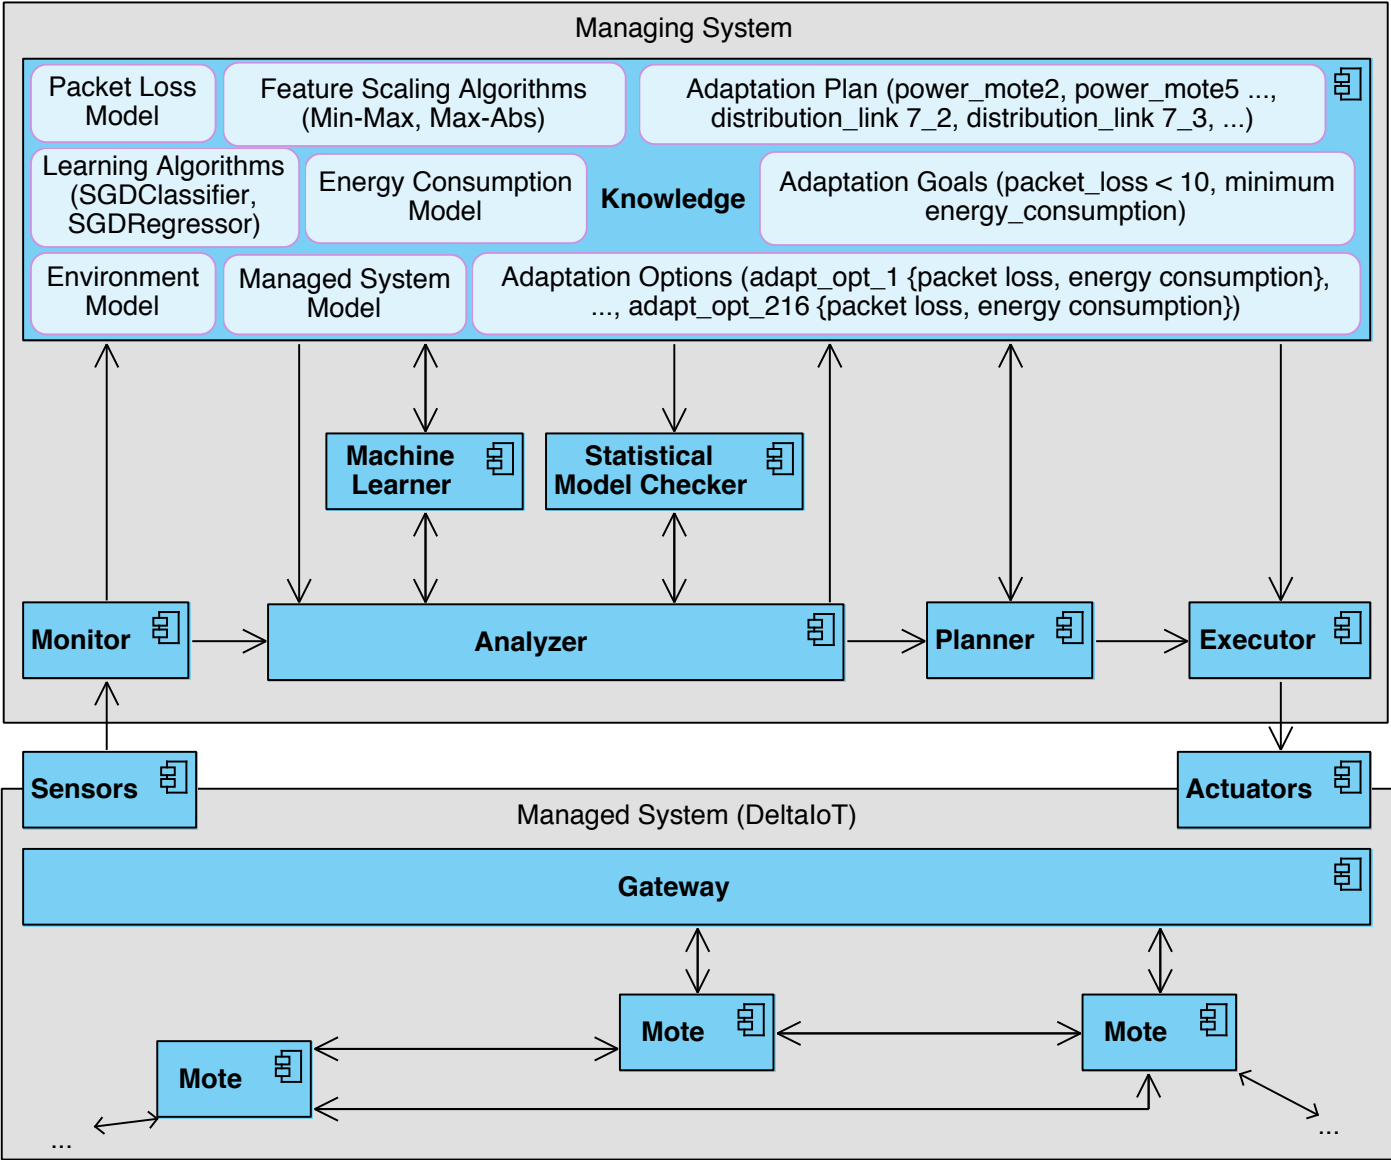 Managing System
Packet Loss
Model
Feature Scaling Algorithms
(Min-Max, Max-Abs)
Adaptation Plan (power_mote2, power_mote5 ...,
distribution_link 7_2, distribution_link 7_3, ...)
Learning Algorithms
(SGDClassifier,
SGDRegressor)
Energy Consumption
Model
Knowledge
Adaptation Goals (packet_loss < 10, minimum
energy_consumption)
Environment
Model
Managed System
Model
Adaptation Options (adapt_opt_1 {packet loss, energy consumption},
..., adapt_opt_216 {packet loss, energy consumption})
Machine
Learner
Statistical
Model Checker
Monitor
Analyzer
Planner
Executor
Sensors
Actuators
Managed System (DeltaIoT)
Gateway
Mote
Mote
Mote
...
...